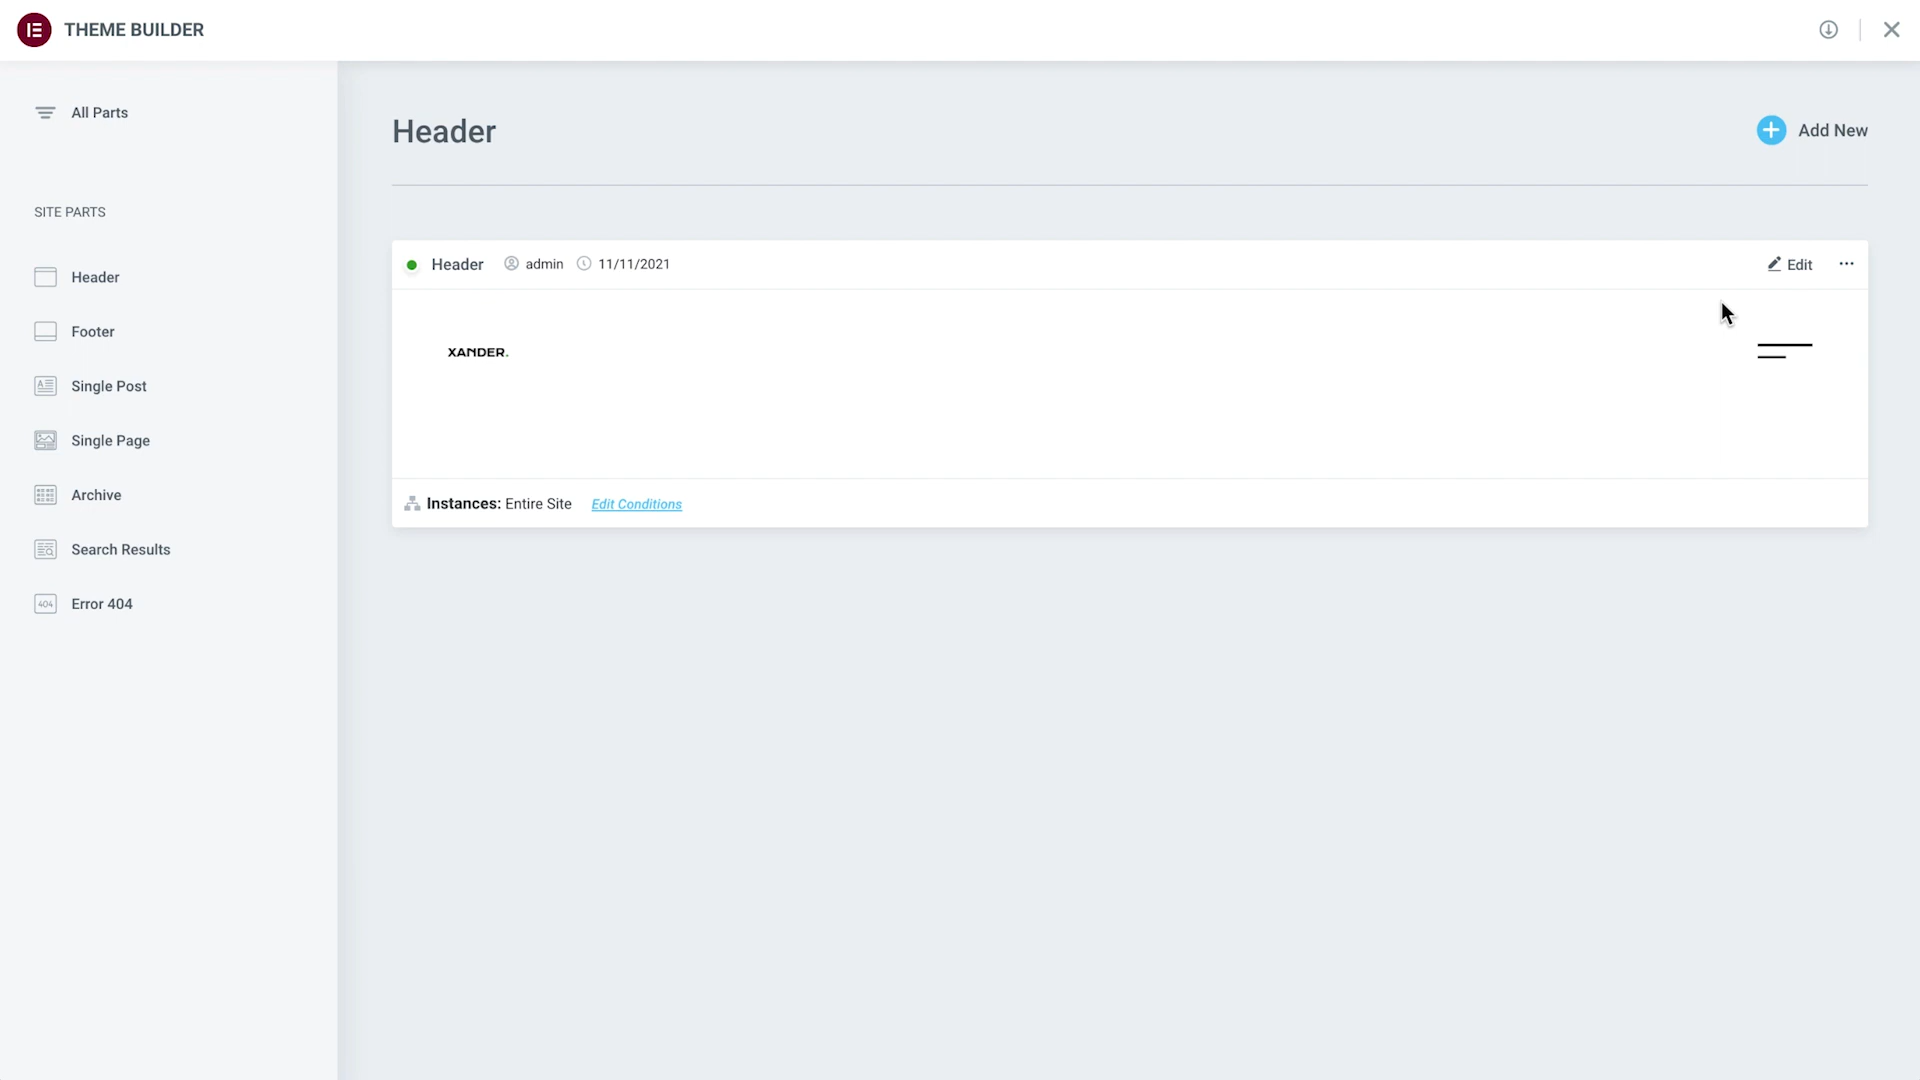 THEME BUILDER
All Parts
Header
Add New
SITE PARTS
Header
Header admin 11/11/2021
Edit
XANDER.
Footer
Single Post
Single Page
Archive
Instances: Entire Site Edit Conditions
Search Results
404 Error 404